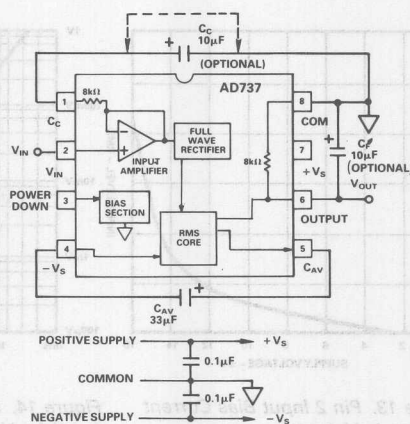 CC
10µF
(OPTIONAL)
+
AD737
8kΩ
1
CC
8
COM
VIN
2
VIN
INPUT
AMPLIFIER
FULL
WAVE
RECTIFIER
8kΩ
7
+VS
CF
10µF
(OPTIONAL)
+
VOUT
POWER
DOWN
3
BIAS
SECTION
RMS
CORE
6
OUTPUT
4
−VS
5
CAV
+
CAV
33µF
POSITIVE SUPPLY
+VS
0.1µF
COMMON
0.1µF
NEGATIVE SUPPLY
−VS